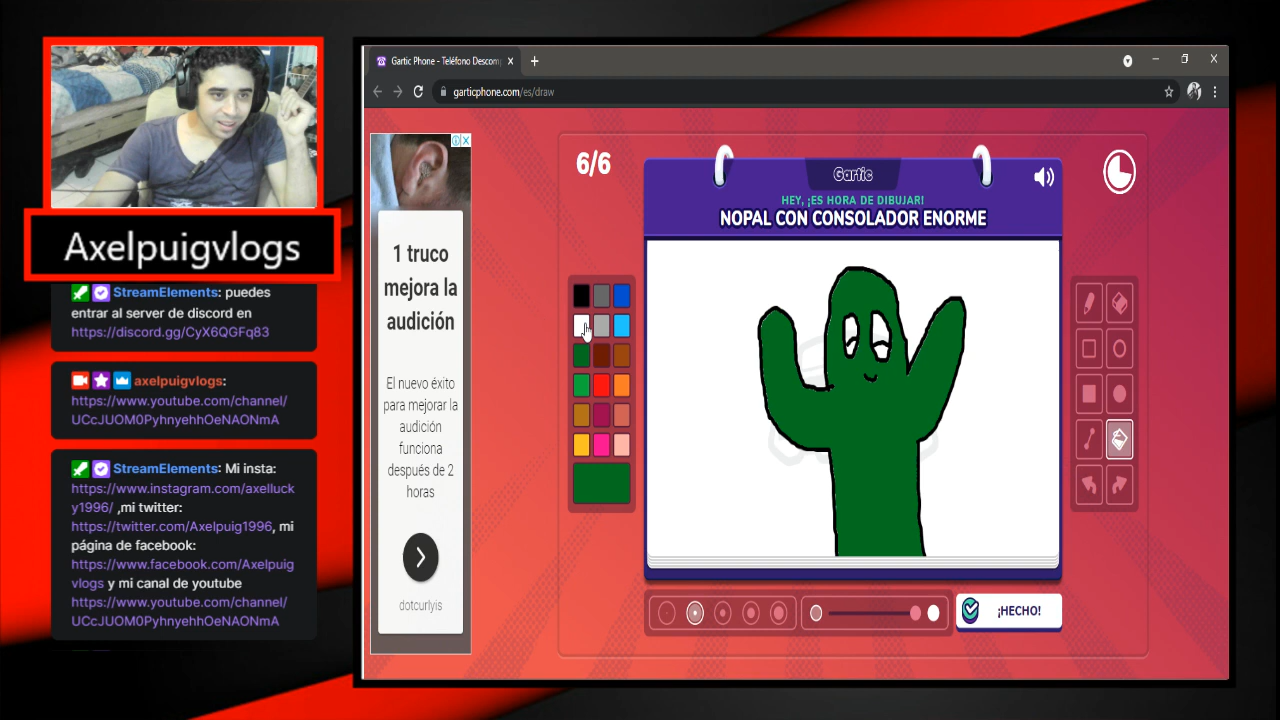 Axelpuigvlogs
StreamElements: puedes
entrar al server de discord en
https://discord.gg/CyX6QGFq83
axelpuigvlogs:
https://www.youtube.com/channel/
UCcJUOM0PyhnyehhOeNAONmA
StreamElements: Mi insta:
https://www.instagram.com/axelluck
y1996/ ,mi twitter:
https://twitter.com/Axelpuig1996, mi
página de facebook:
https://www.facebook.com/Axelpuig
vlogs y mi canal de youtube
https://www.youtube.com/channel/
UCcJUOM0PyhnyehhOeNAONmA
Gartic Phone - Teléfono Descom
garticphone.com/es/draw
1 truco
mejora la
audición
El nuevo éxito
para mejorar la
audición
funciona
después de 2
horas
dotcurlyis
6/6
Gartic
HEY, ¡ES HORA DE DIBUJAR!
NOPAL CON CONSOLADOR ENORME
¡HECHO!